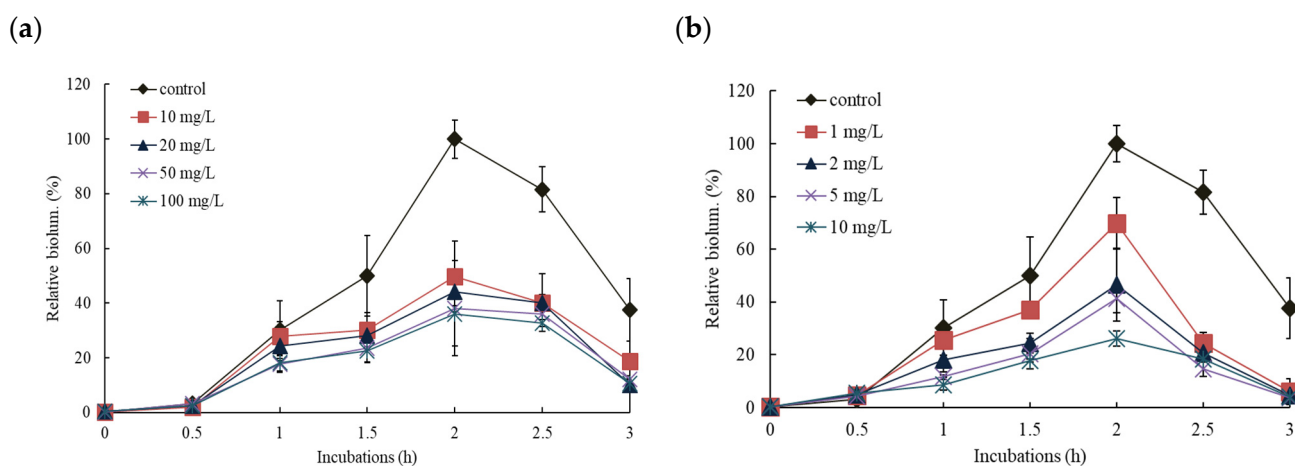 (a)
120
100
80
60
40
20
0
Relative biolum. (%)
control
10 mg/L
20 mg/L
50 mg/L
100 mg/L
0 0.5 1 1.5 2 2.5 3
Incubations (h)
(b)
120
100
80
60
40
20
0
Relative biolum. (%)
control
1 mg/L
2 mg/L
5 mg/L
10 mg/L
0 0.5 1 1.5 2 2.5 3
Incubations (h)